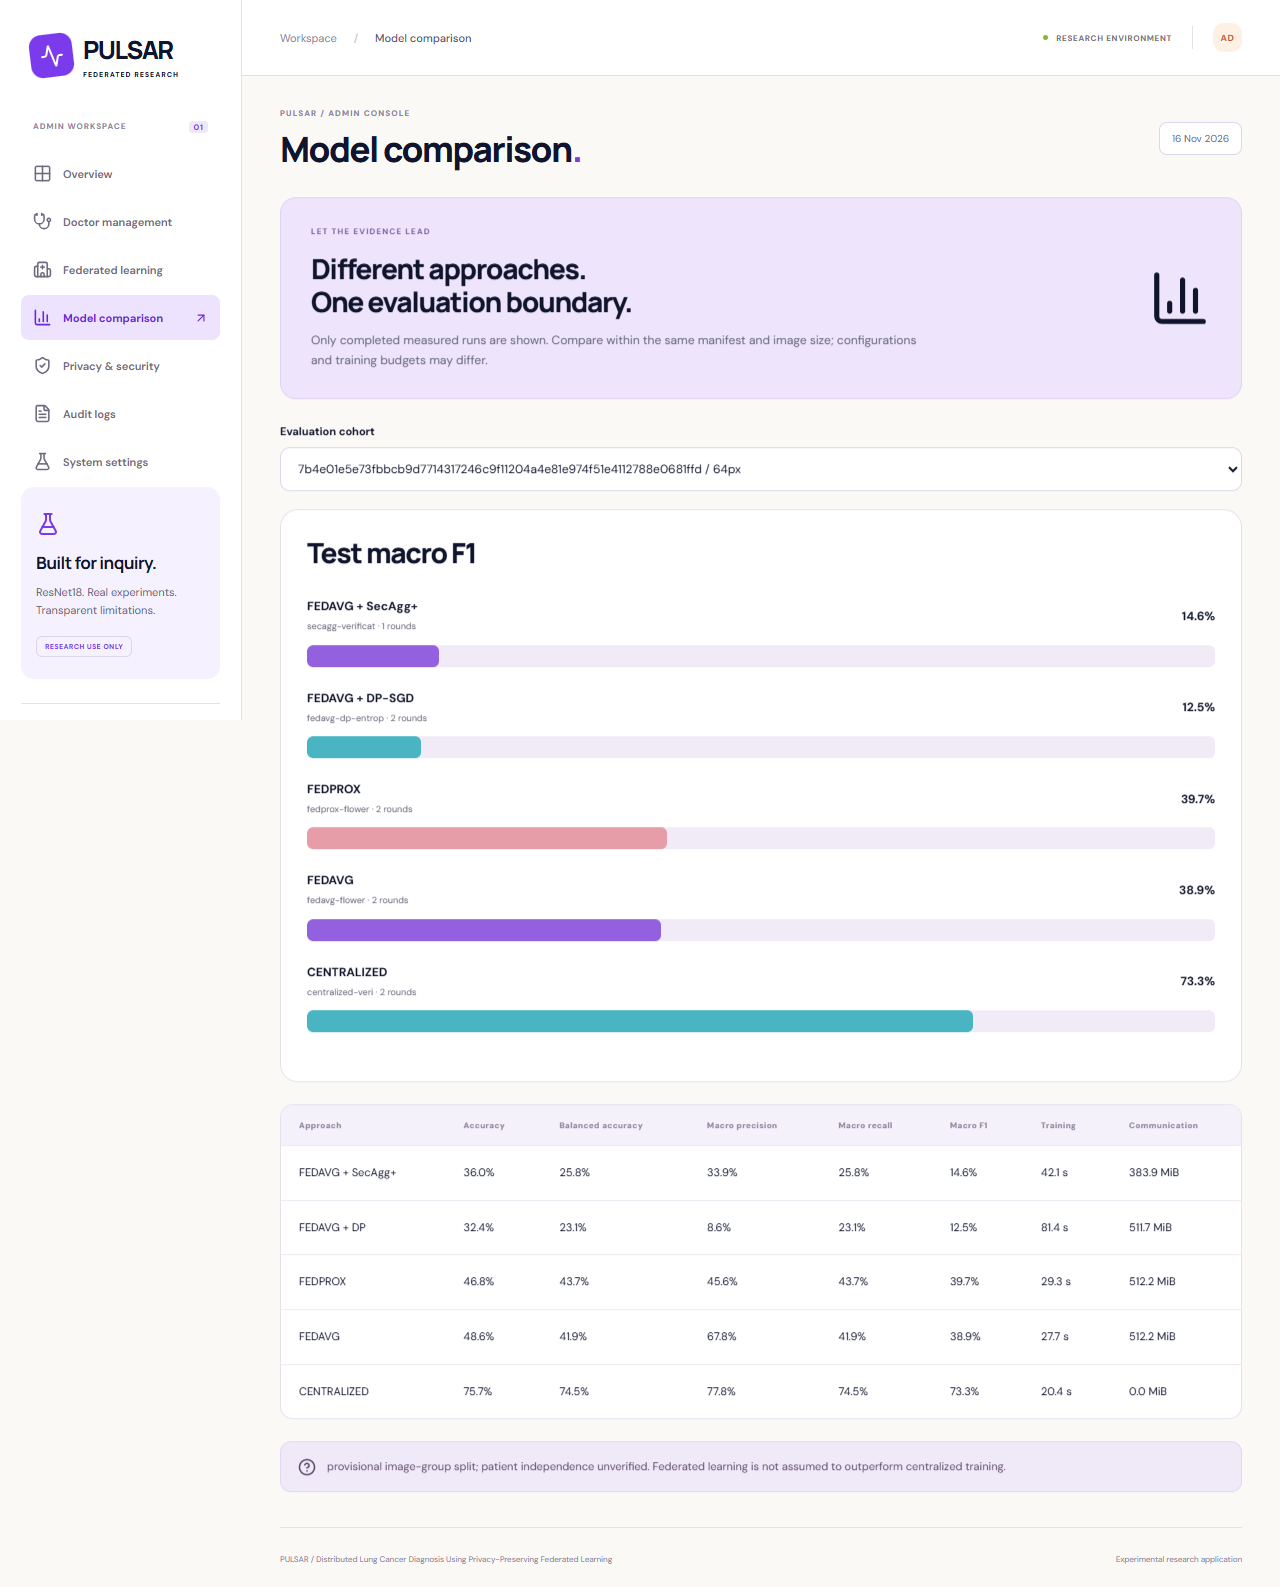 PULSAR
FEDERATED RESEARCH
ADMIN WORKSPACE 01
Overview
Doctor management
Federated learning
Model comparison
Privacy & security
Audit logs
System settings
Built for inquiry.
ResNet18. Real experiments.
Transparent limitations.
RESEARCH USE ONLY
Workspace / Model comparison
RESEARCH ENVIRONMENT
AD
PULSAR / ADMIN CONSOLE
Model comparison.
16 Nov 2026
LET THE EVIDENCE LEAD
Different approaches.
One evaluation boundary.
Only completed measured runs are shown. Compare within the same manifest and image size; configurations
and training budgets may differ.
Evaluation cohort
7b4e01e5e73fbbcb9d7714317246c9f11204a4e81e974f51e4112788e0681ffd / 64px
Test macro F1
FEDAVG + SecAgg+
secagg-verificat · 1 rounds
14.6%
FEDAVG + DP-SGD
fedavg-dp-entrop · 2 rounds
12.5%
FEDPROX
fedprox-flower · 2 rounds
39.7%
FEDAVG
fedavg-flower · 2 rounds
38.9%
CENTRALIZED
centralized-veri · 2 rounds
73.3%
Approach Accuracy Balanced accuracy Macro precision Macro recall Macro F1 Training Communication
FEDAVG + SecAgg+ 36.0% 25.8% 33.9% 25.8% 14.6% 42.1 s 383.9 MiB
FEDAVG + DP 32.4% 23.1% 8.6% 23.1% 12.5% 81.4 s 511.7 MiB
FEDPROX 46.8% 43.7% 45.6% 43.7% 39.7% 29.3 s 512.2 MiB
FEDAVG 48.6% 41.9% 67.8% 41.9% 38.9% 27.7 s 512.2 MiB
CENTRALIZED 75.7% 74.5% 77.8% 74.5% 73.3% 20.4 s 0.0 MiB
provisional image-group split; patient independence unverified. Federated learning is not assumed to outperform centralized training.
PULSAR / Distributed Lung Cancer Diagnosis Using Privacy-Preserving Federated Learning
Experimental research application